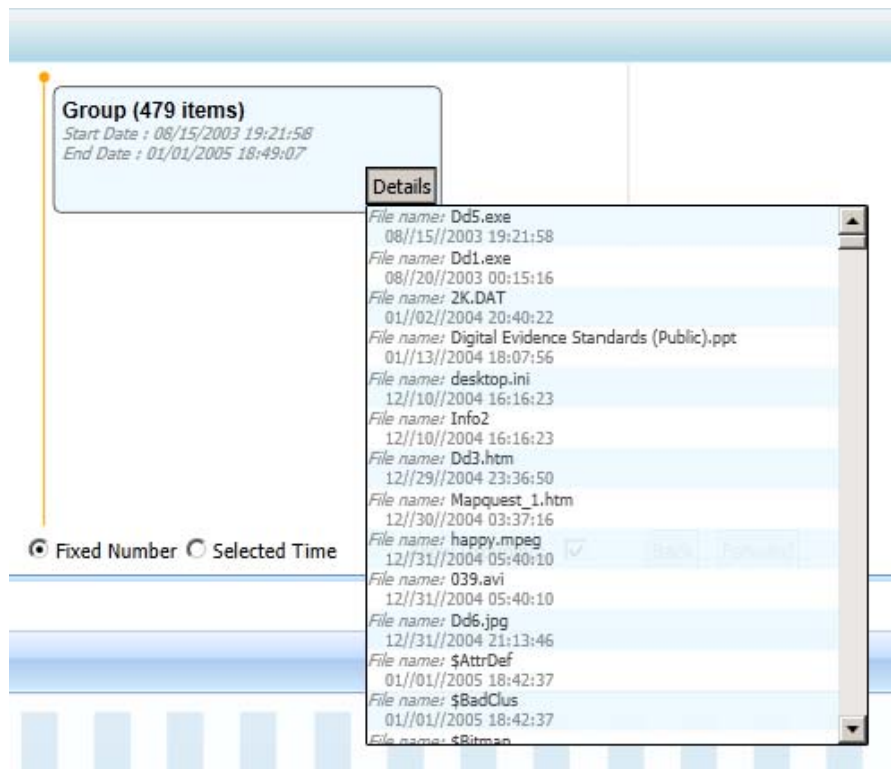 Group (479 items)
Start Date : 08/15/2003 19:21:58
End Date : 01/01/2005 18:49:07
Details
File name: Dd5.exe
08//15//2003 19:21:58
File name: Dd1.exe
08//20//2003 00:15:16
File name: 2K.DAT
01//02//2004 20:40:22
File name: Digital Evidence Standards (Public).ppt
01//13//2004 18:07:56
File name: desktop.ini
12//10//2004 16:16:23
File name: Info2
12//10//2004 16:16:23
File name: Dd3.htm
12//29//2004 23:36:50
File name: Mapquest_1.htm
12//30//2004 03:37:16
File name: happy.mpeg
12//31//2004 05:40:10
File name: 039.avi
12//31//2004 05:40:10
File name: Dd6.jpg
12//31//2004 21:13:46
File name: $AttrDef
01//01//2005 18:42:37
File name: $BadClus
01//01//2005 18:42:37
File name: $Bitmap
Fixed Number Selected Time
Back Forward